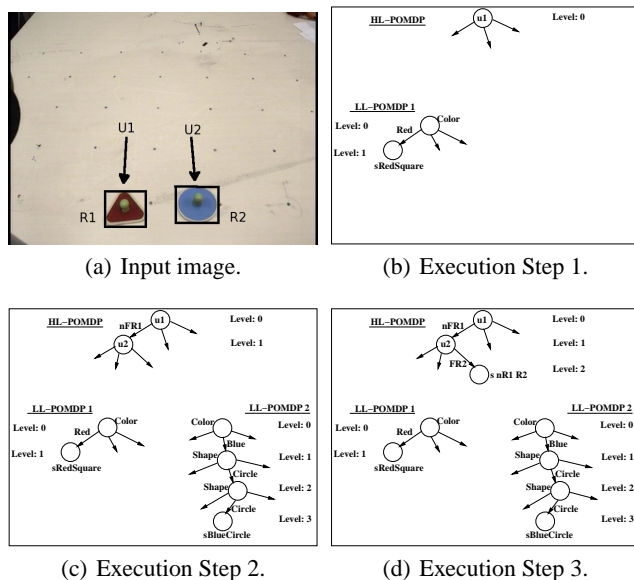 U1 U2
R1 R2
(a) Input image.
HL−POMDP u1 Level: 0
LL−POMDP 1
Level: 0 Color
Red
Level: 1
sRedSquare
(b) Execution Step 1.
HL−POMDP u1 Level: 0
nFR1
u2 Level: 1
LL−POMDP 1
Level: 0 Color
Red
Level: 1
sRedSquare
LL−POMDP 2
Color Level: 0
Blue
Shape Level: 1
Circle
Shape Level: 2
Circle
Level: 3
sBlueCircle
(c) Execution Step 2.
HL−POMDP u1 Level: 0
nFR1
u2 Level: 1
FR2
s nR1 R2 Level: 2
LL−POMDP 1
Level: 0 Color
Red
Level: 1
sRedSquare
LL−POMDP 2
Color Level: 0
Blue
Shape Level: 1
Circle
Shape Level: 2
Circle
Level: 3
sBlueCircle
(d) Execution Step 3.